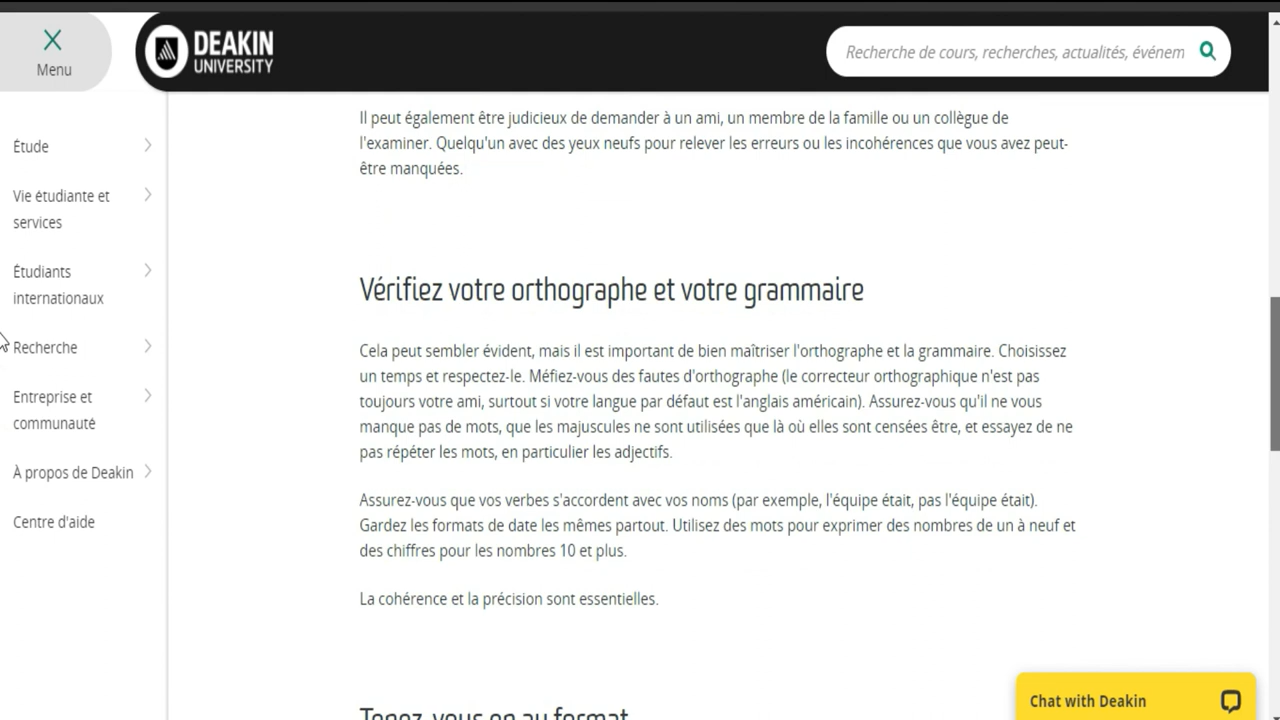 Menu
DEAKIN
UNIVERSITY
Recherche de cours, recherches, actualités, événem
Étude
Vie étudiante et
services
Étudiants
internationaux
Recherche
Entreprise et
communauté
À propos de Deakin
Centre d'aide
Il peut également être judicieux de demander à un ami, un membre de la famille ou un collègue de
l'examiner. Quelqu'un avec des yeux neufs pour relever les erreurs ou les incohérences que vous avez peut-
être manquées.
Vérifiez votre orthographe et votre grammaire
Cela peut sembler évident, mais il est important de bien maîtriser l'orthographe et la grammaire. Choisissez
un temps et respectez-le. Méfiez-vous des fautes d'orthographe (le correcteur orthographique n'est pas
toujours votre ami, surtout si votre langue par défaut est l'anglais américain). Assurez-vous qu'il ne vous
manque pas de mots, que les majuscules ne sont utilisées que là où elles sont censées être, et essayez de ne
pas répéter les mots, en particulier les adjectifs.
Assurez-vous que vos verbes s'accordent avec vos noms (par exemple, l'équipe était, pas l'équipe était).
Gardez les formats de date les mêmes partout. Utilisez des mots pour exprimer des nombres de un à neuf et
des chiffres pour les nombres 10 et plus.
La cohérence et la précision sont essentielles.
Tenez-vous en au format
Chat with Deakin